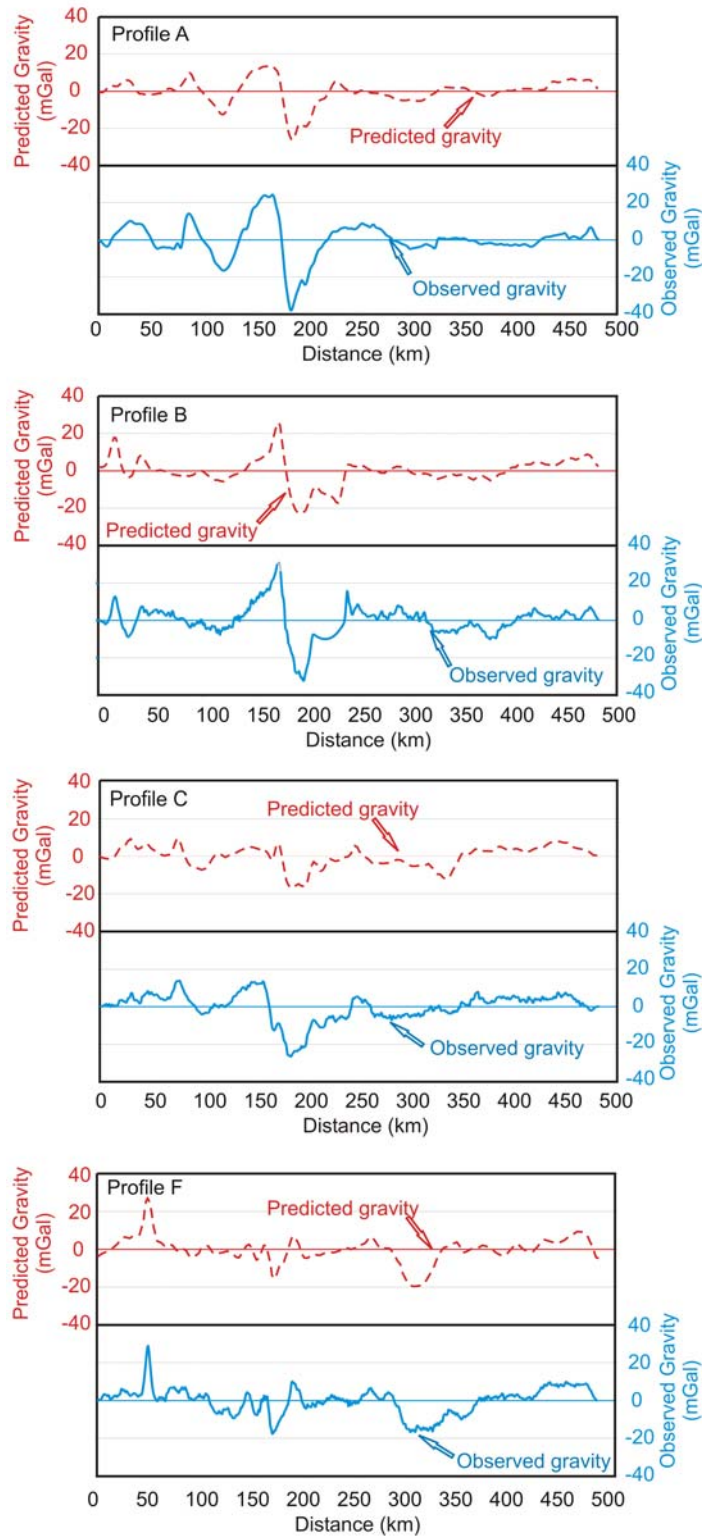 Profile A
Predicted Gravity
(mGal)
40
20
0
-20
-40
Predicted gravity
40
20
0
-20
-40
Observed Gravity
(mGal)
Observed gravity
0 50 100 150 200 250 300 350 400 450 500
Distance (km)
Profile B
Predicted Gravity
(mGal)
40
20
0
-20
-40
Predicted gravity
40
20
0
-20
-40
Observed Gravity
(mGal)
Observed gravity
0 50 100 150 200 250 300 350 400 450 500
Distance (km)
Profile C
Predicted Gravity
(mGal)
40
20
0
-20
-40
Predicted gravity
40
20
0
-20
-40
Observed Gravity
(mGal)
Observed gravity
0 50 100 150 200 250 300 350 400 450 500
Distance (km)
Profile F
Predicted Gravity
(mGal)
40
20
0
-20
-40
Predicted gravity
40
20
0
-20
-40
Observed Gravity
(mGal)
Observed gravity
0 50 100 150 200 250 300 350 400 450 500
Distance (km)